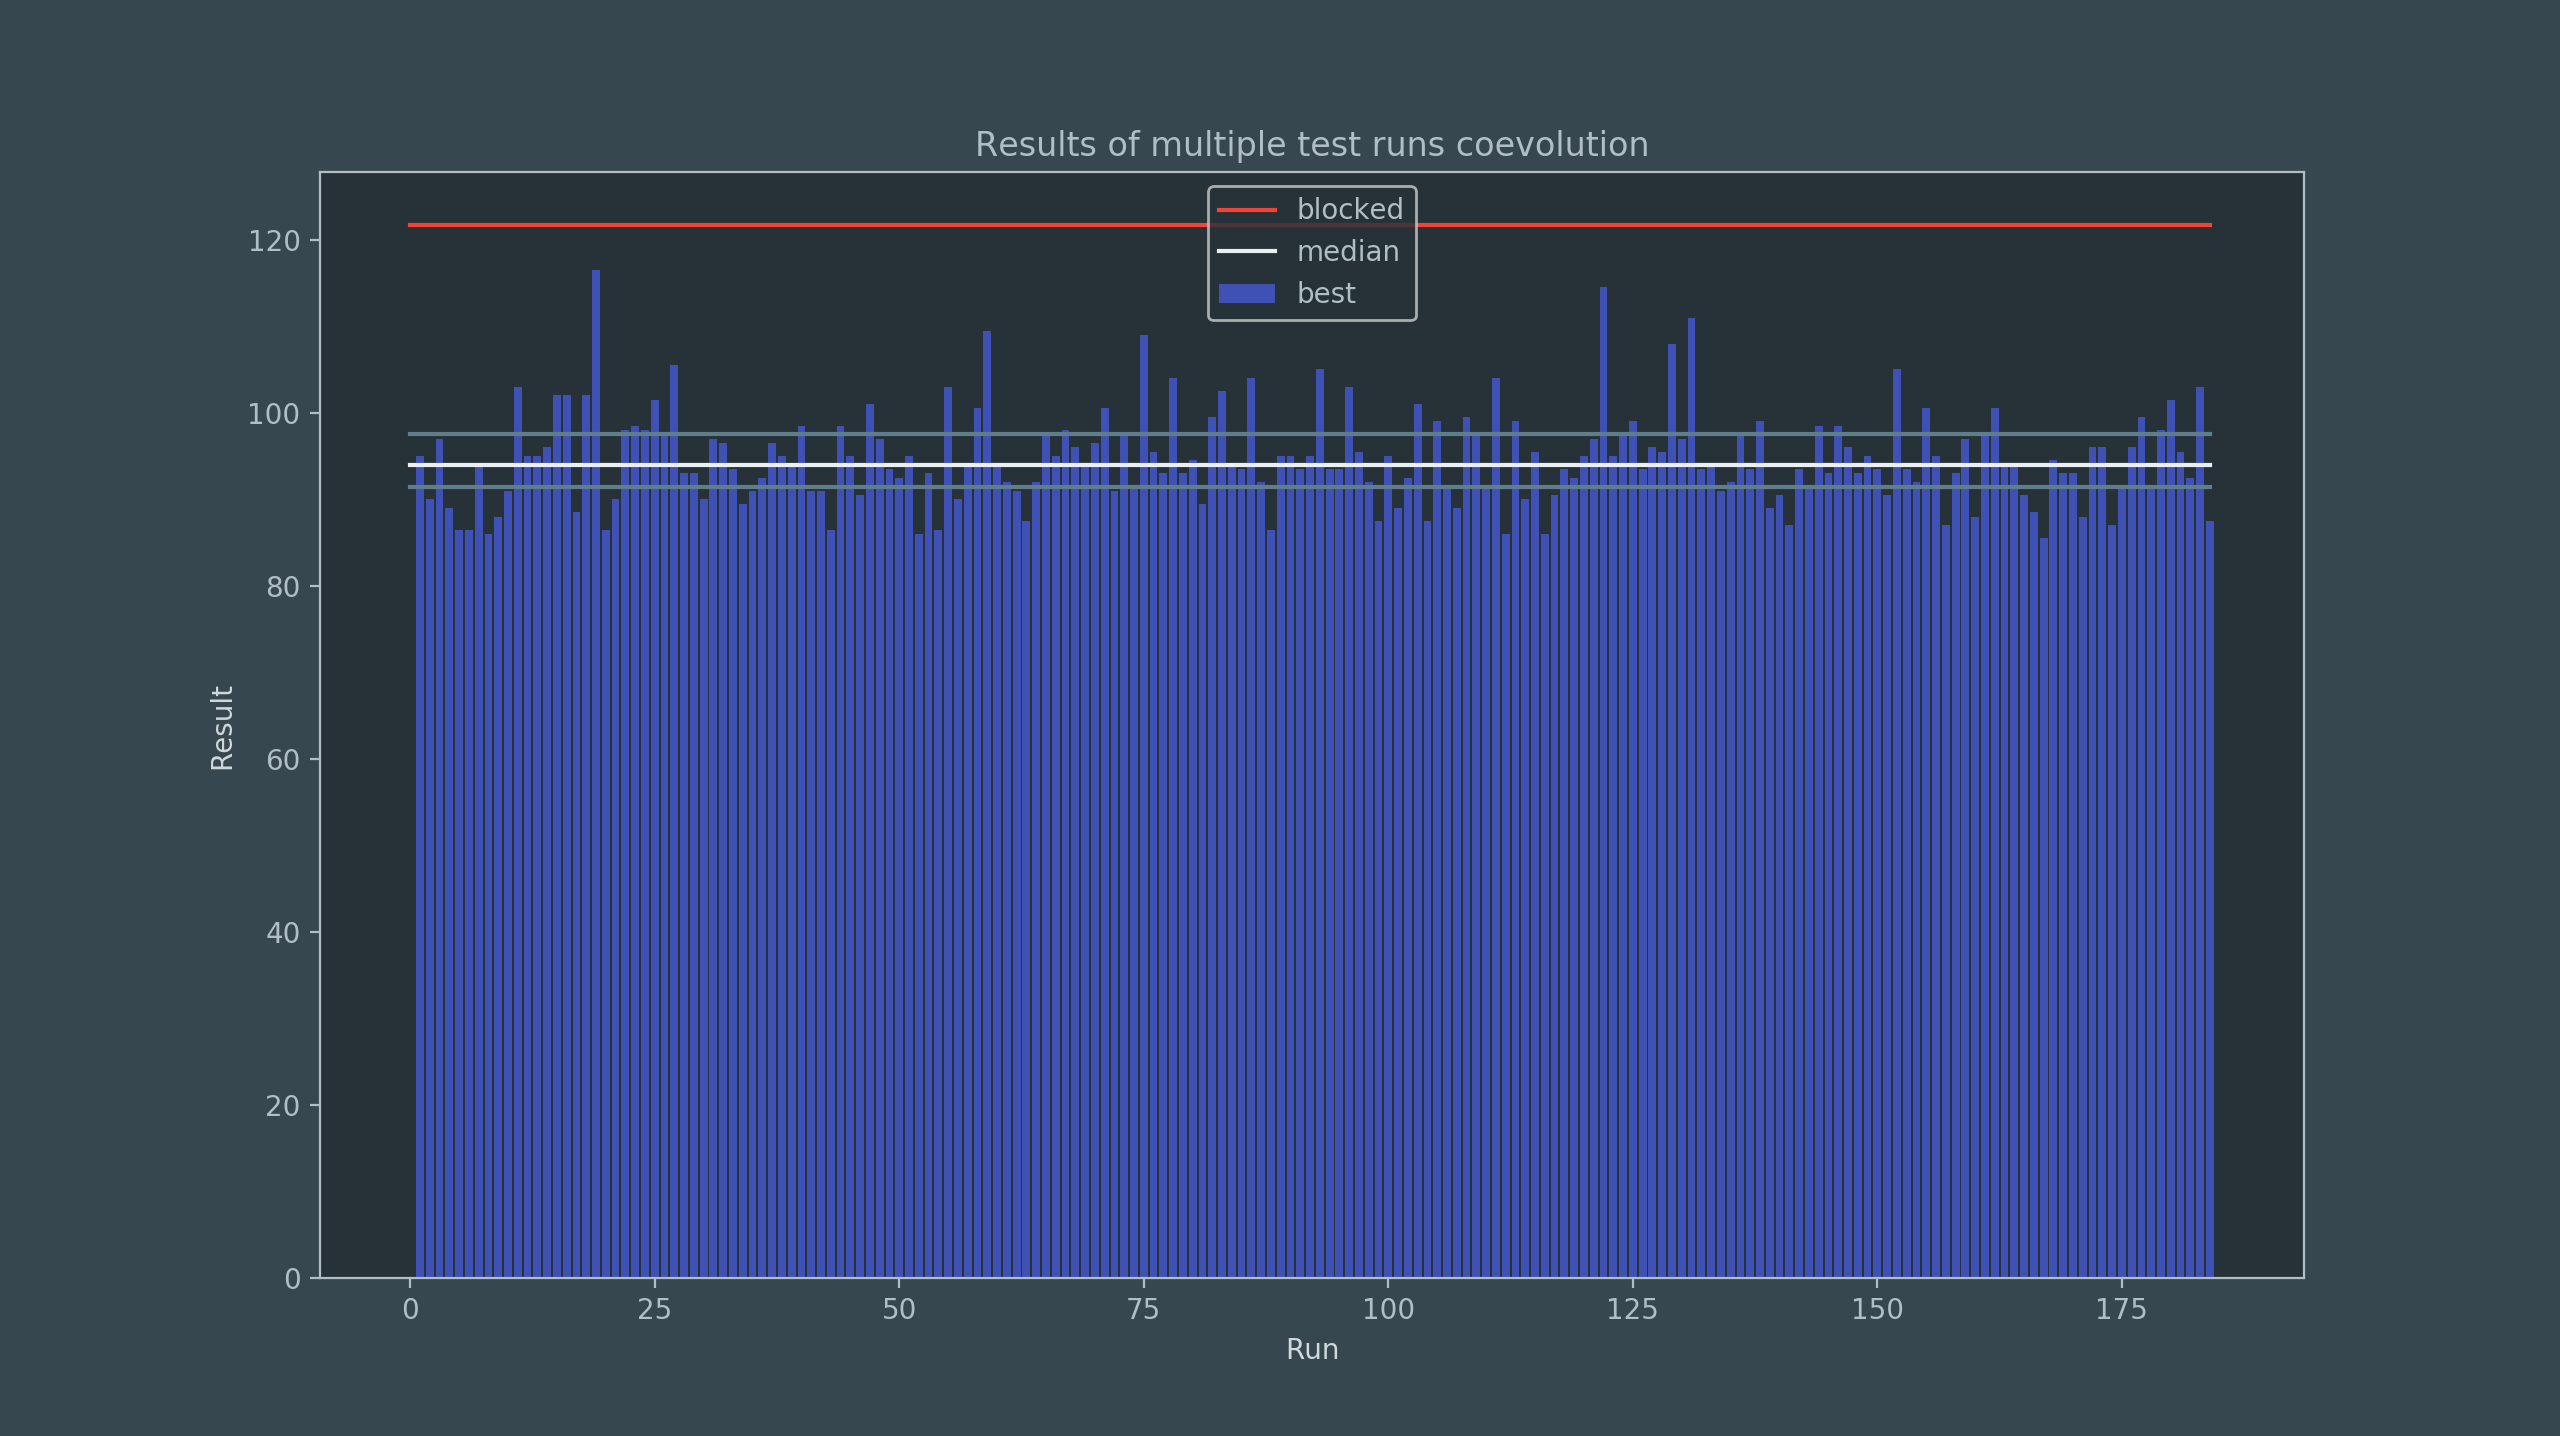 Results of multiple test runs coevolution
blocked
median
best
120
100
80
60
40
20
0
Result
0 25 50 75 100 125 150 175
Run